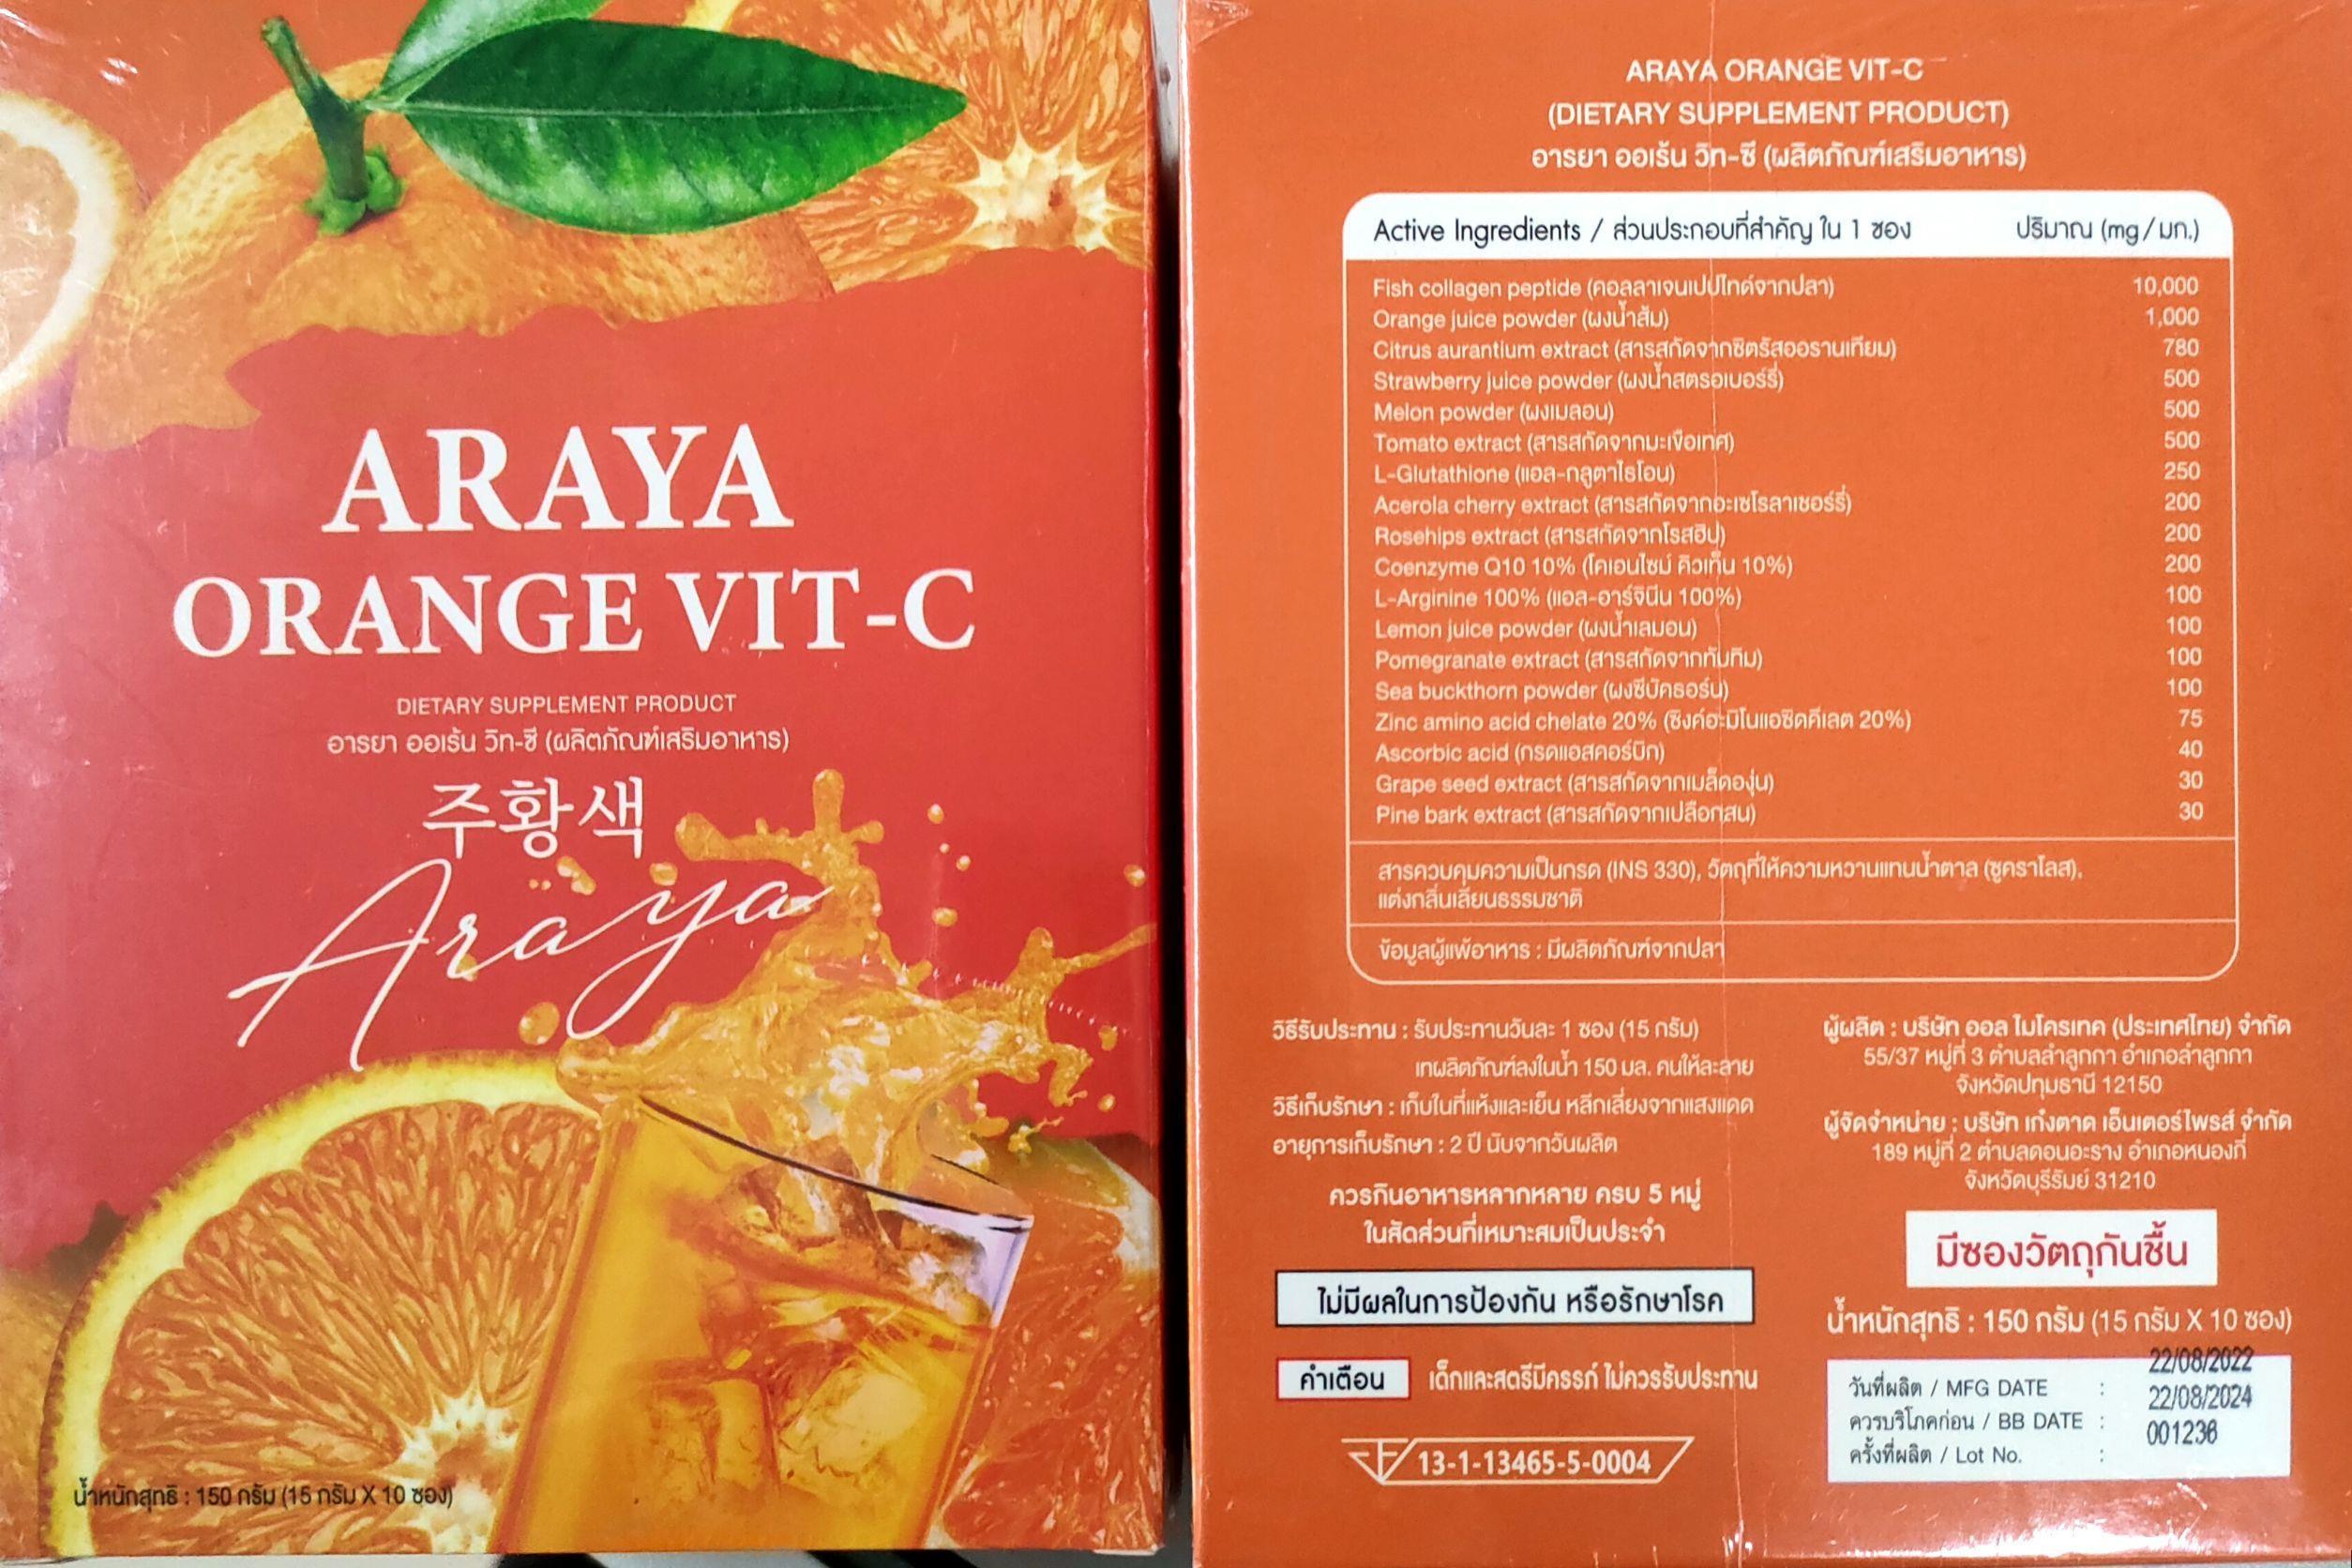 ARAYA
ORANGE VIT-C
DIETARY SUPPLEMENT PRODUCT
อารยา ออเร้น วิท-ซี (ผลิตภัณฑ์เสริมอาหาร)
주황색
Araya
น้ำหนักสุทธิ : 150 กรัม (15 กรัม X 10 ซอง)
ARAYA ORANGE VIT-C
(DIETARY SUPPLEMENT PRODUCT)
อารยา ออเร้น วิท-ซี (ผลิตภัณฑ์เสริมอาหาร)
Active Ingredients / ส่วนประกอบที่สำคัญ ใน 1 ซอง ปริมาณ (mg/มก.)
Fish collagen peptide (คอลลาเจนเปปไทด์จากปลา) 10,000
Orange juice powder (ผงน้ำส้ม) 1,000
Citrus aurantium extract (สารสกัดจากซิตรัสออรานเทียม) 780
Strawberry juice powder (ผงน้ำสตรอเบอร์รี่) 500
Melon powder (ผงเมลอน) 500
Tomato extract (สารสกัดจากมะเขือเทศ) 500
L-Glutathione (แอล-กลูตาไธโอน) 250
Acerola cherry extract (สารสกัดจากอะเซโรลาเชอร์รี่) 200
Rosehips extract (สารสกัดจากโรสฮิป) 200
Coenzyme Q10 10% (โคเอนไซม์ คิวเท็น 10%) 200
L-Arginine 100% (แอล-อาร์จินีน 100%) 100
Lemon juice powder (ผงน้ำเลมอน) 100
Pomegranate extract (สารสกัดจากทับทิม) 100
Sea buckthorn powder (ผงซีบัคธอร์น) 100
Zinc amino acid chelate 20% (ซิงค์อะมิโนแอซิดคีเลต 20%) 75
Ascorbic acid (กรดแอสคอร์บิก) 40
Grape seed extract (สารสกัดจากเมล็ดองุ่น) 30
Pine bark extract (สารสกัดจากเปลือกสน) 30
สารควบคุมความเป็นกรด (INS 330), วัตถุที่ให้ความหวานแทนน้ำตาล (ซูคราโลส),
แต่งกลิ่นเลียนธรรมชาติ
ข้อมูลผู้แพ้อาหาร : มีผลิตภัณฑ์จากปลา
วิธีรับประทาน : รับประทานวันละ 1 ซอง (15 กรัม)
เทผลิตภัณฑ์ลงในน้ำ 150 มล. คนให้ละลาย
วิธีเก็บรักษา : เก็บในที่แห้งและเย็น หลีกเลี่ยงจากแสงแดด
อายุการเก็บรักษา : 2 ปี นับจากวันผลิต
ควรกินอาหารหลากหลาย ครบ 5 หมู่
ในสัดส่วนที่เหมาะสมเป็นประจำ
ไม่มีผลในการป้องกัน หรือรักษาโรค
คำเตือน เด็กและสตรีมีครรภ์ ไม่ควรรับประทาน
13-1-13465-5-0004
ผู้ผลิต : บริษัท ออล ไมโครเทค (ประเทศไทย) จำกัด
55/37 หมู่ที่ 3 ตำบลลำลูกกา อำเภอลำลูกกา
จังหวัดปทุมธานี 12150
ผู้จัดจำหน่าย : บริษัท เก๋งตาด เอ็นเตอร์ไพรส์ จำกัด
189 หมู่ที่ 2 ตำบลดอนอะราง อำเภอหนองกี่
จังหวัดบุรีรัมย์ 31210
มีซองวัตถุกันชื้น
น้ำหนักสุทธิ : 150 กรัม (15 กรัม X 10 ซอง)
วันที่ผลิต / MFG DATE : 22/08/2022
ควรบริโภคก่อน / BB DATE : 22/08/2024
ครั้งที่ผลิต / Lot No. : 001236